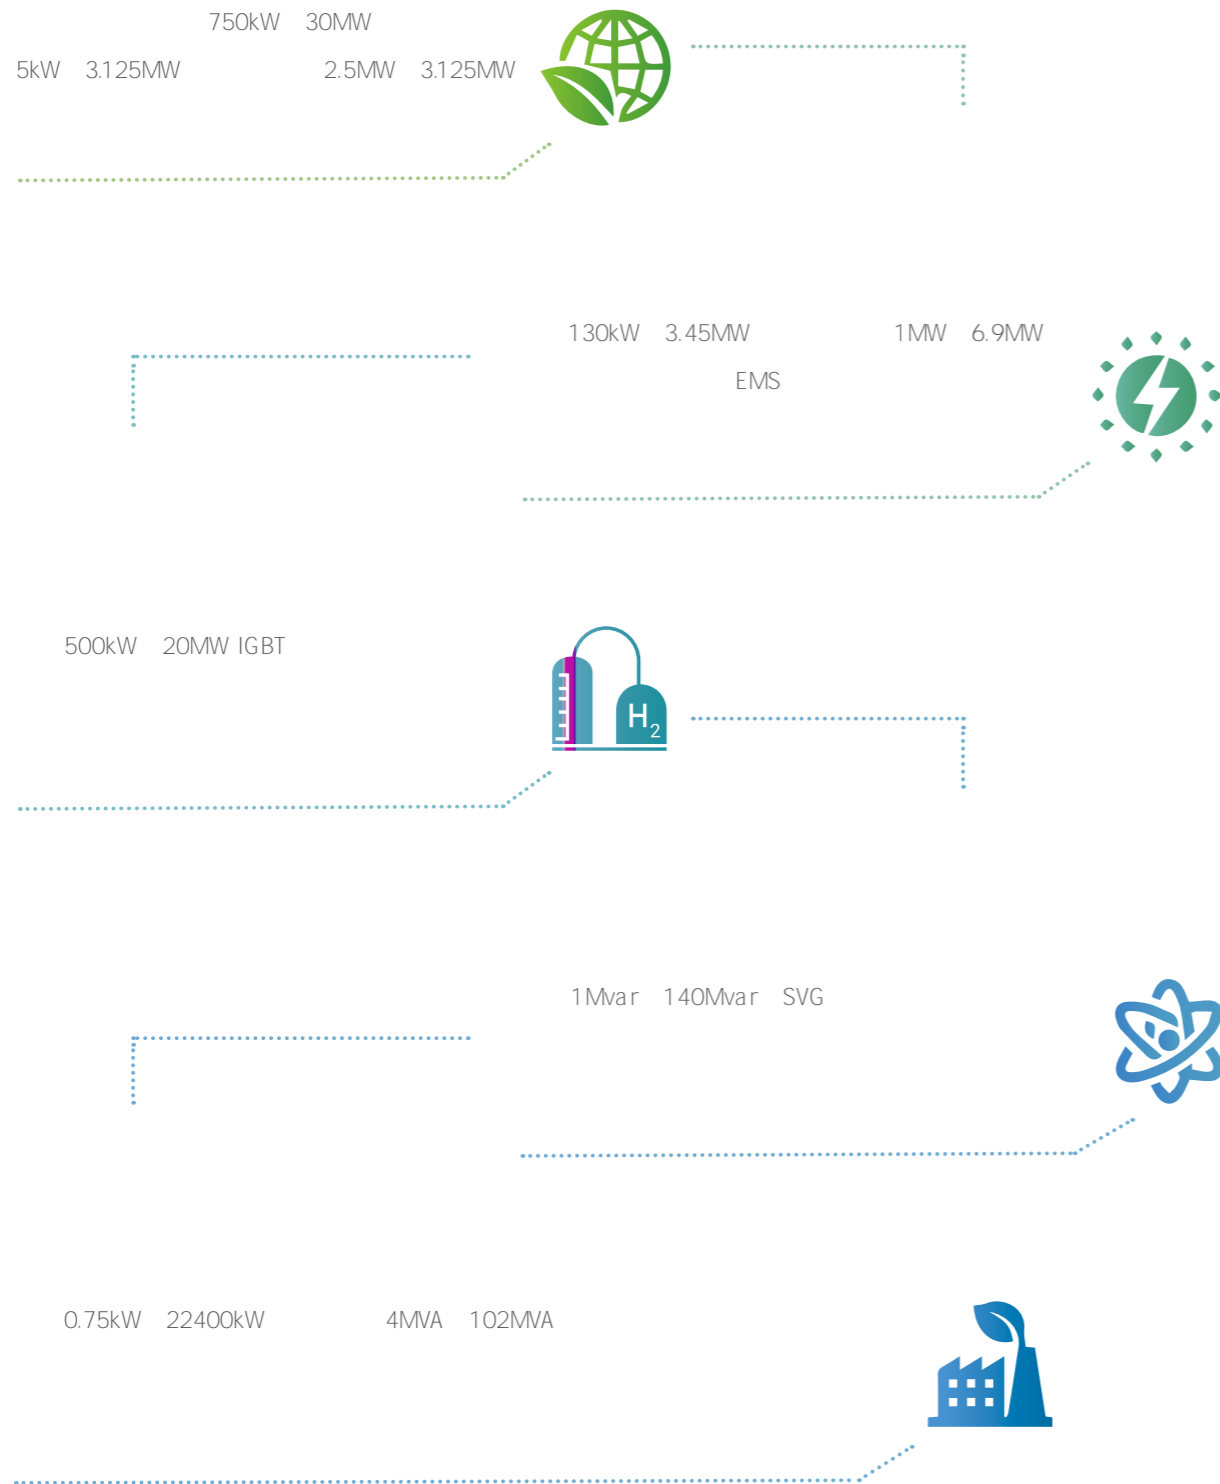 750kW 30MW
5kW 3.125MW 2.5MW 3.125MW
130kW 3.45MW 1MW 6.9MW
EMS
500kW 20MW IGBT
H2
1Mvar 140Mvar SVG
0.75kW 22400kW 4MVA 102MVA